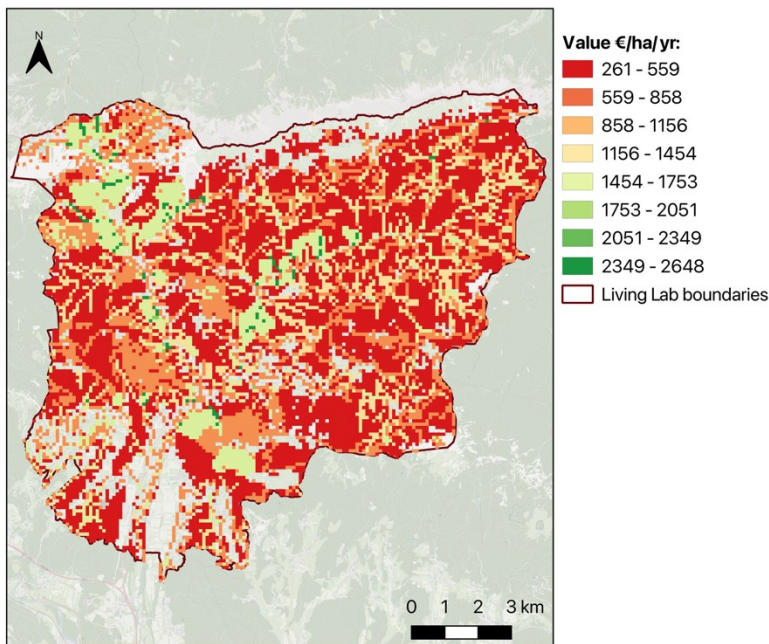 N
Value €/ha/yr:
261 - 559
559 - 858
858 - 1156
1156 - 1454
1454 - 1753
1753 - 2051
2051 - 2349
2349 - 2648
Living Lab boundaries
0 1 2 3 km